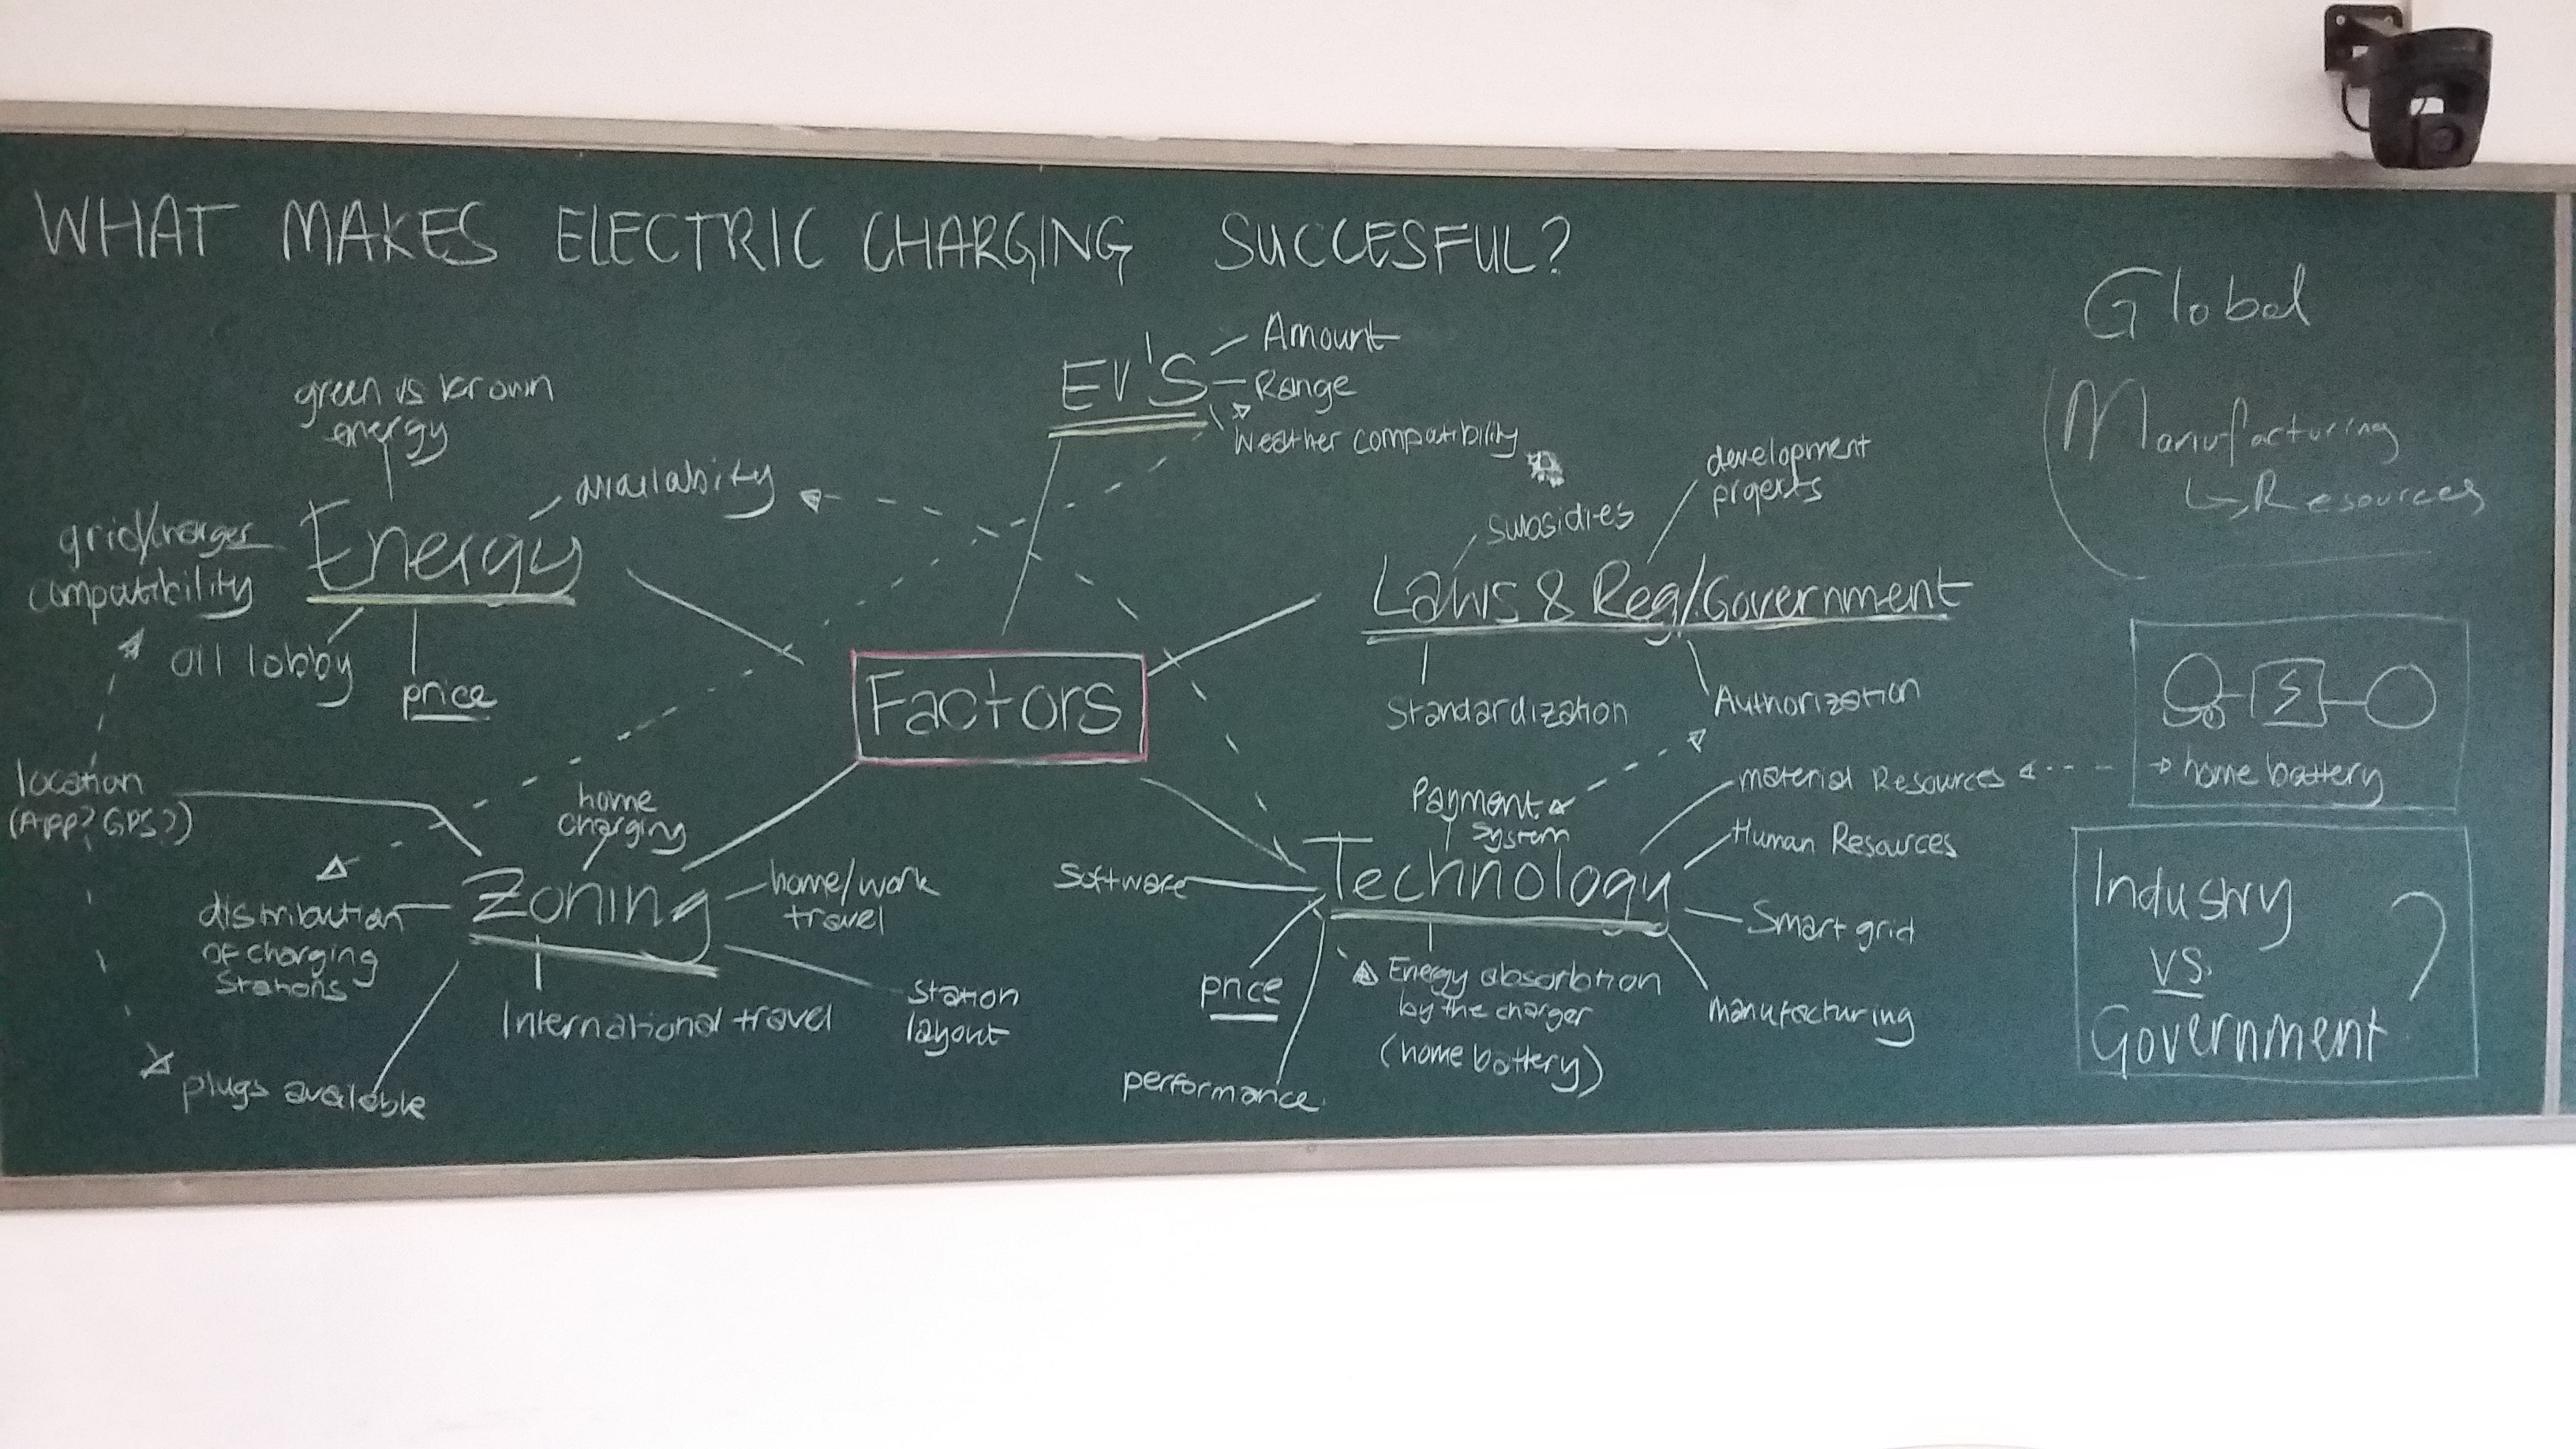 WHAT MAKES ELECTRIC CHARGING SUCCESFUL?
EV'S
Amount
Range
Weather compatibility
green vs brown
energy
availability
Energy
grid/charger
compatibility
oil lobby
price
development
projects
subsidies
Laws & Reg/Government
Standardization
Authorization
Factors
location
(App? GPS?)
home
charging
Zoning
home/work
travel
distribution
of charging
stations
International travel
station
layout
plugs available
Payment
system
material Resources
Human Resources
Software
Technology
Smart grid
price
Energy absorbtion
by the charger
(home battery)
manufacturing
performance
Global
Manufacturing
Resources
home battery
Industry
vs.
Government
?